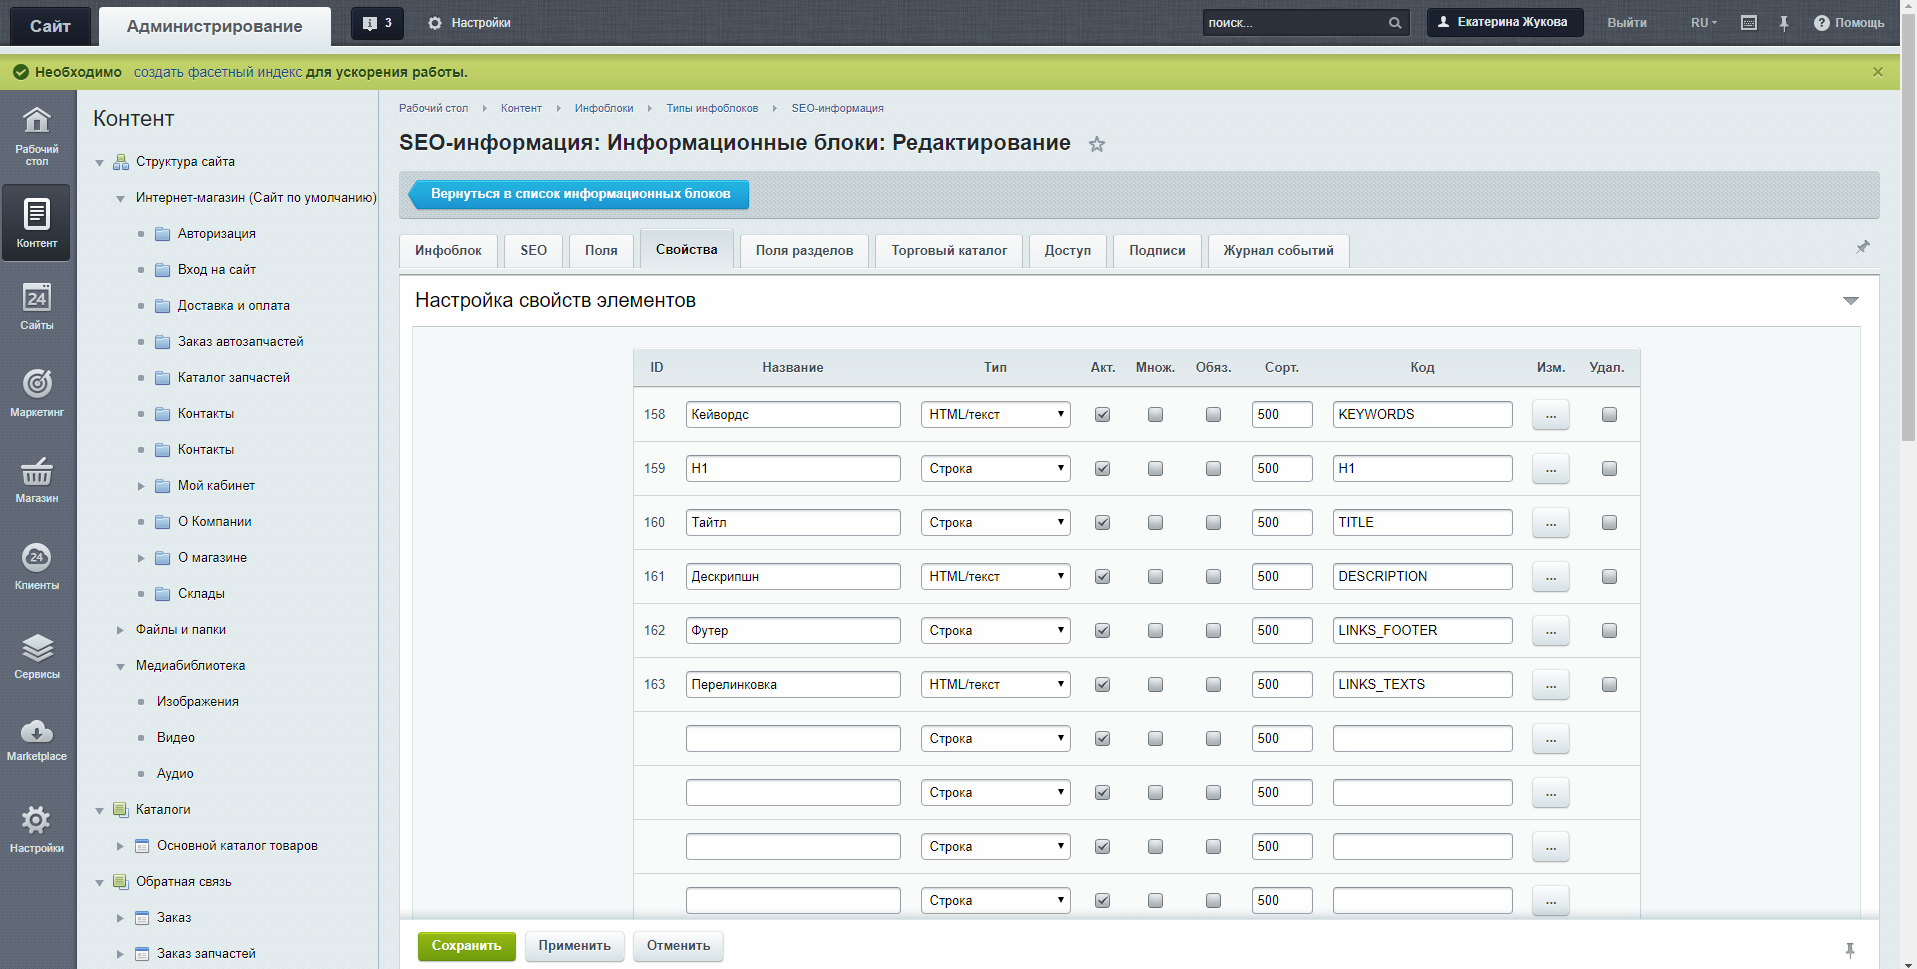 Сайт
Администрирование
3
Настройки
поиск...
Екатерина Жукова
Выйти
RU
Помощь
Необходимо создать фасетный индекс для ускорения работы.
Рабочий стол
Контент
24
Сайты
Маркетинг
Магазин
24
Клиенты
Сервисы
Marketplace
Настройки
Контент
Структура сайта
Интернет-магазин (Сайт по умолчанию)
Авторизация
Вход на сайт
Доставка и оплата
Заказ автозапчастей
Каталог запчастей
Контакты
Контакты
Мой кабинет
О Компании
О магазине
Склады
Файлы и папки
Медиабиблиотека
Изображения
Видео
Аудио
Каталоги
Основной каталог товаров
Обратная связь
Заказ
Заказ запчастей
Рабочий стол Контент Инфоблоки Типы инфоблоков SEO-информация
SEO-информация: Информационные блоки: Редактирование
Вернуться в список информационных блоков
Инфоблок SEO Поля Свойства Поля разделов Торговый каталог Доступ Подписи Журнал событий
Настройка свойств элементов
ID Название Тип Акт. Множ. Обяз. Сорт. Код Изм. Удал.
158 Кейвордс HTML/текст 500 KEYWORDS ...
159 H1 Строка 500 H1 ...
160 Тайтл Строка 500 TITLE ...
161 Дескрипшн HTML/текст 500 DESCRIPTION ...
162 Футер Строка 500 LINKS_FOOTER ...
163 Перелинковка HTML/текст 500 LINKS_TEXTS ...
Строка 500 ...
Строка 500 ...
Строка 500 ...
Строка 500 ...
Сохранить Применить Отменить